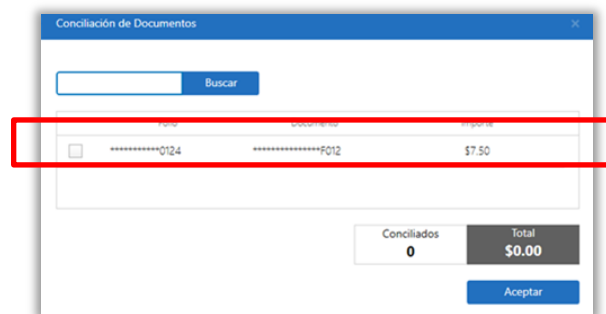 Conciliación de Documentos
Buscar
Folio Documento Importe
***********0124 ***************F012 $7.50
Conciliados Total
0 $0.00
Aceptar